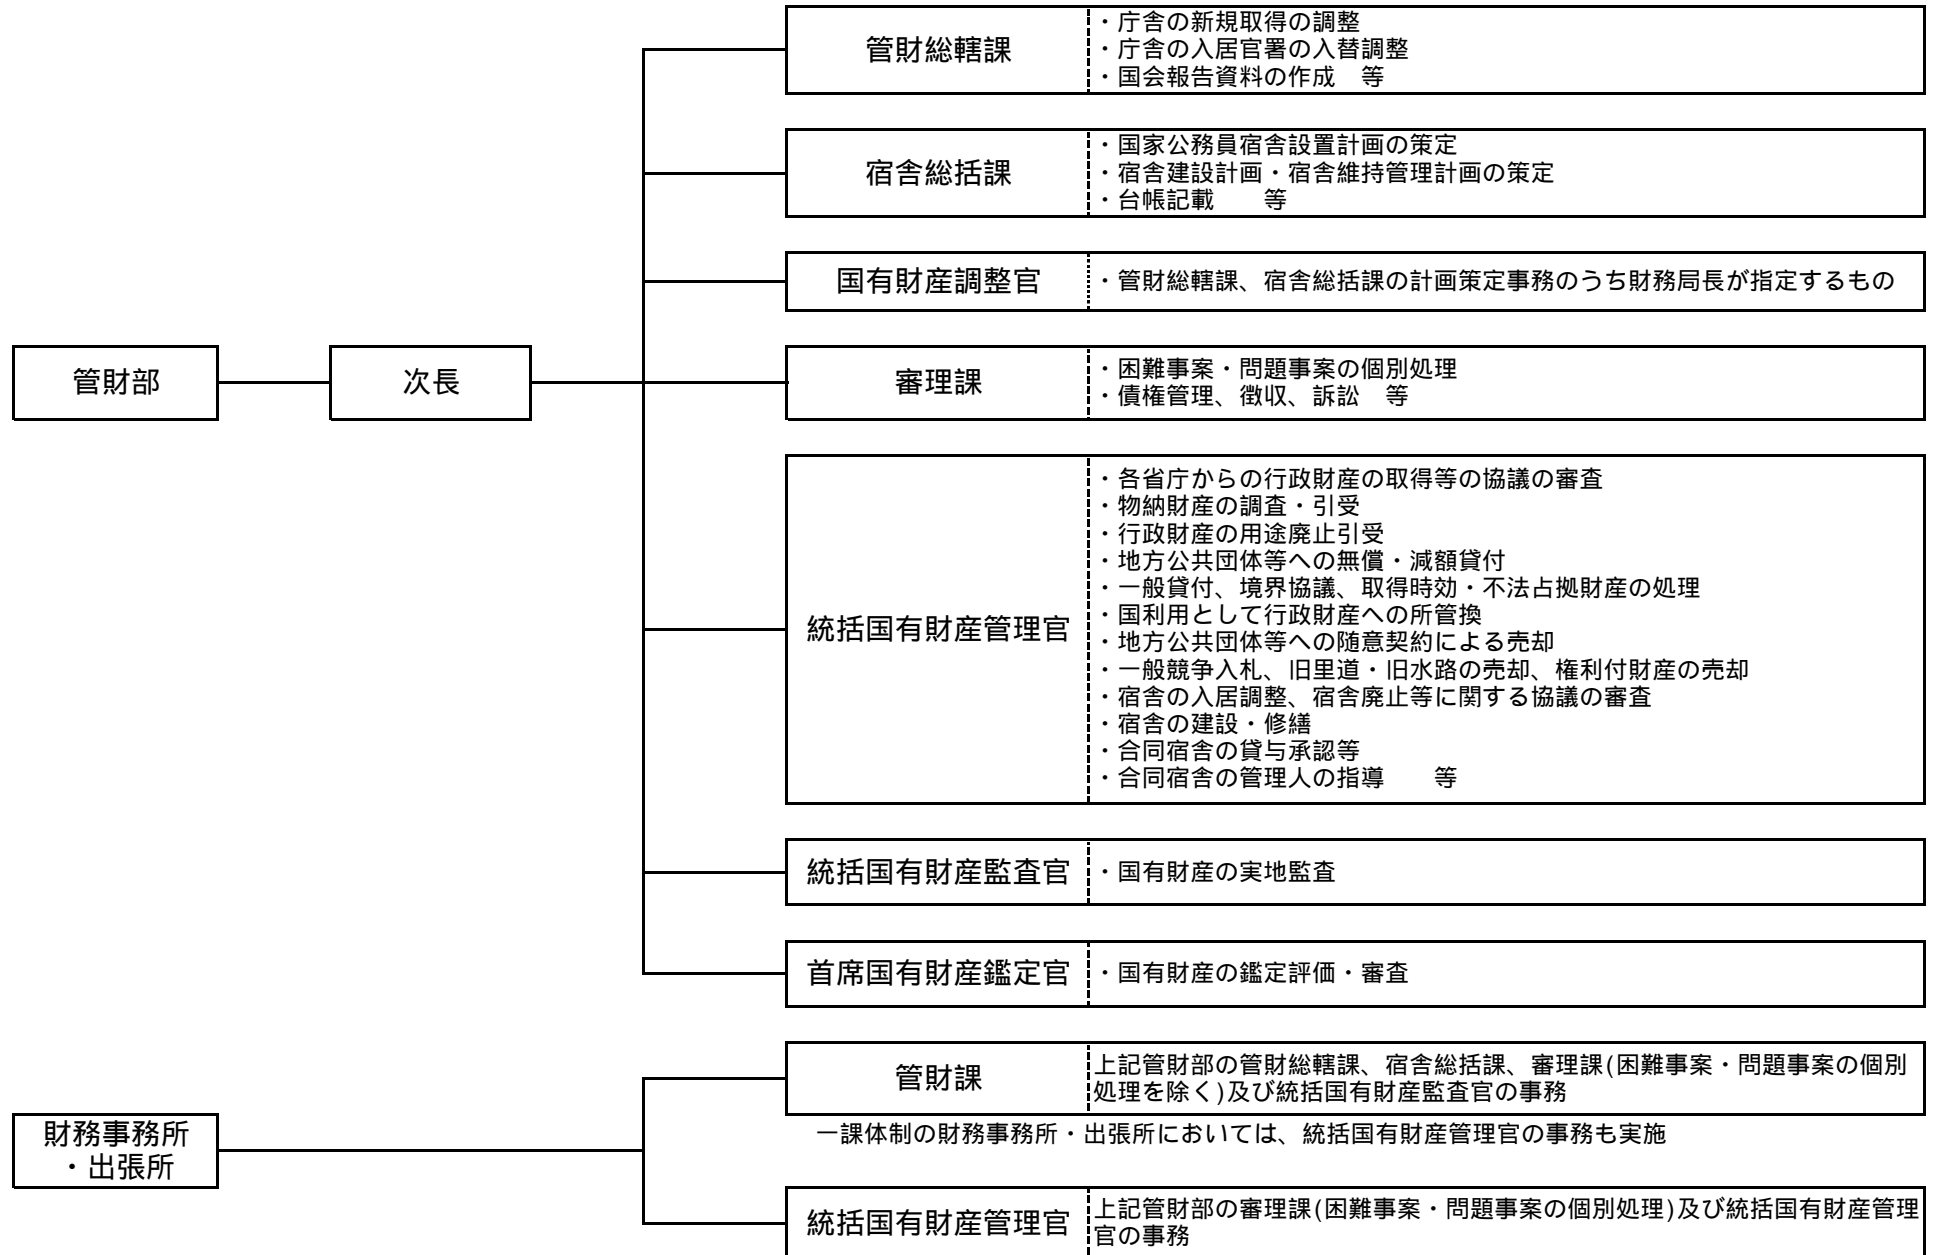 管財総轄課
・庁舎の新規取得の調整
・庁舎の入居官署の入替調整
・国会報告資料の作成　等
宿舎総括課
・国家公務員宿舎設置計画の策定
・宿舎建設計画・宿舎維持管理計画の策定
・台帳記載　　等
国有財産調整官
・管財総轄課、宿舎総括課の計画策定事務のうち財務局長が指定するもの
管財部
次長
審理課
・困難事案・問題事案の個別処理
・債権管理、徴収、訴訟　等
統括国有財産管理官
・各省庁からの行政財産の取得等の協議の審査
・物納財産の調査・引受
・行政財産の用途廃止引受
・地方公共団体等への無償・減額貸付
・一般貸付、境界協議、取得時効・不法占拠財産の処理
・国利用として行政財産への所管換
・地方公共団体等への随意契約による売却
・一般競争入札、旧里道・旧水路の売却、権利付財産の売却
・宿舎の入居調整、宿舎廃止等に関する協議の審査
・宿舎の建設・修繕
・合同宿舎の貸与承認等
・合同宿舎の管理人の指導　　等
統括国有財産監査官
・国有財産の実地監査
首席国有財産鑑定官
・国有財産の鑑定評価・審査
財務事務所
・出張所
管財課
上記管財部の管財総轄課、宿舎総括課、審理課(困難事案・問題事案の個別
処理を除く)及び統括国有財産監査官の事務
一課体制の財務事務所・出張所においては、統括国有財産管理官の事務も実施
統括国有財産管理官
上記管財部の審理課(困難事案・問題事案の個別処理)及び統括国有財産管理
官の事務